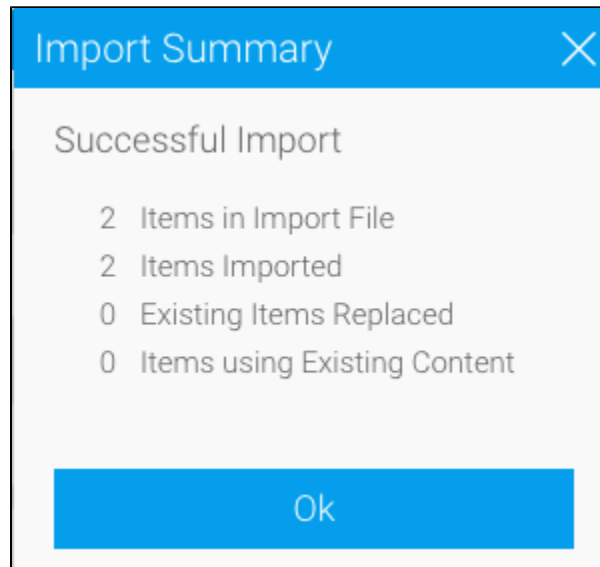 Import Summary
Successful Import
2 Items in Import File
2 Items Imported
0 Existing Items Replaced
0 Items using Existing Content
Ok